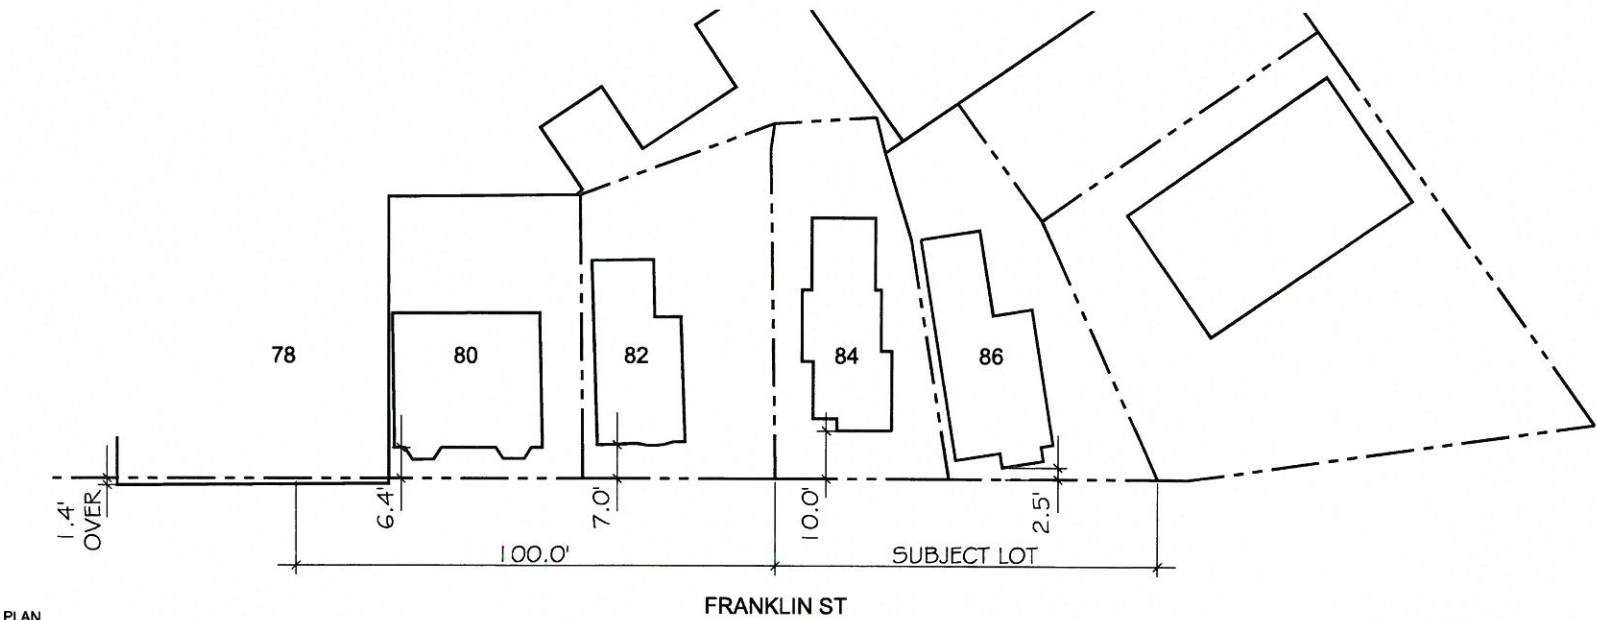 78
80
82
84
86
1.4'
OVER
6.4'
7.0'
10.0'
2.5'
100.0'
SUBJECT LOT
FRANKLIN ST
PLAN